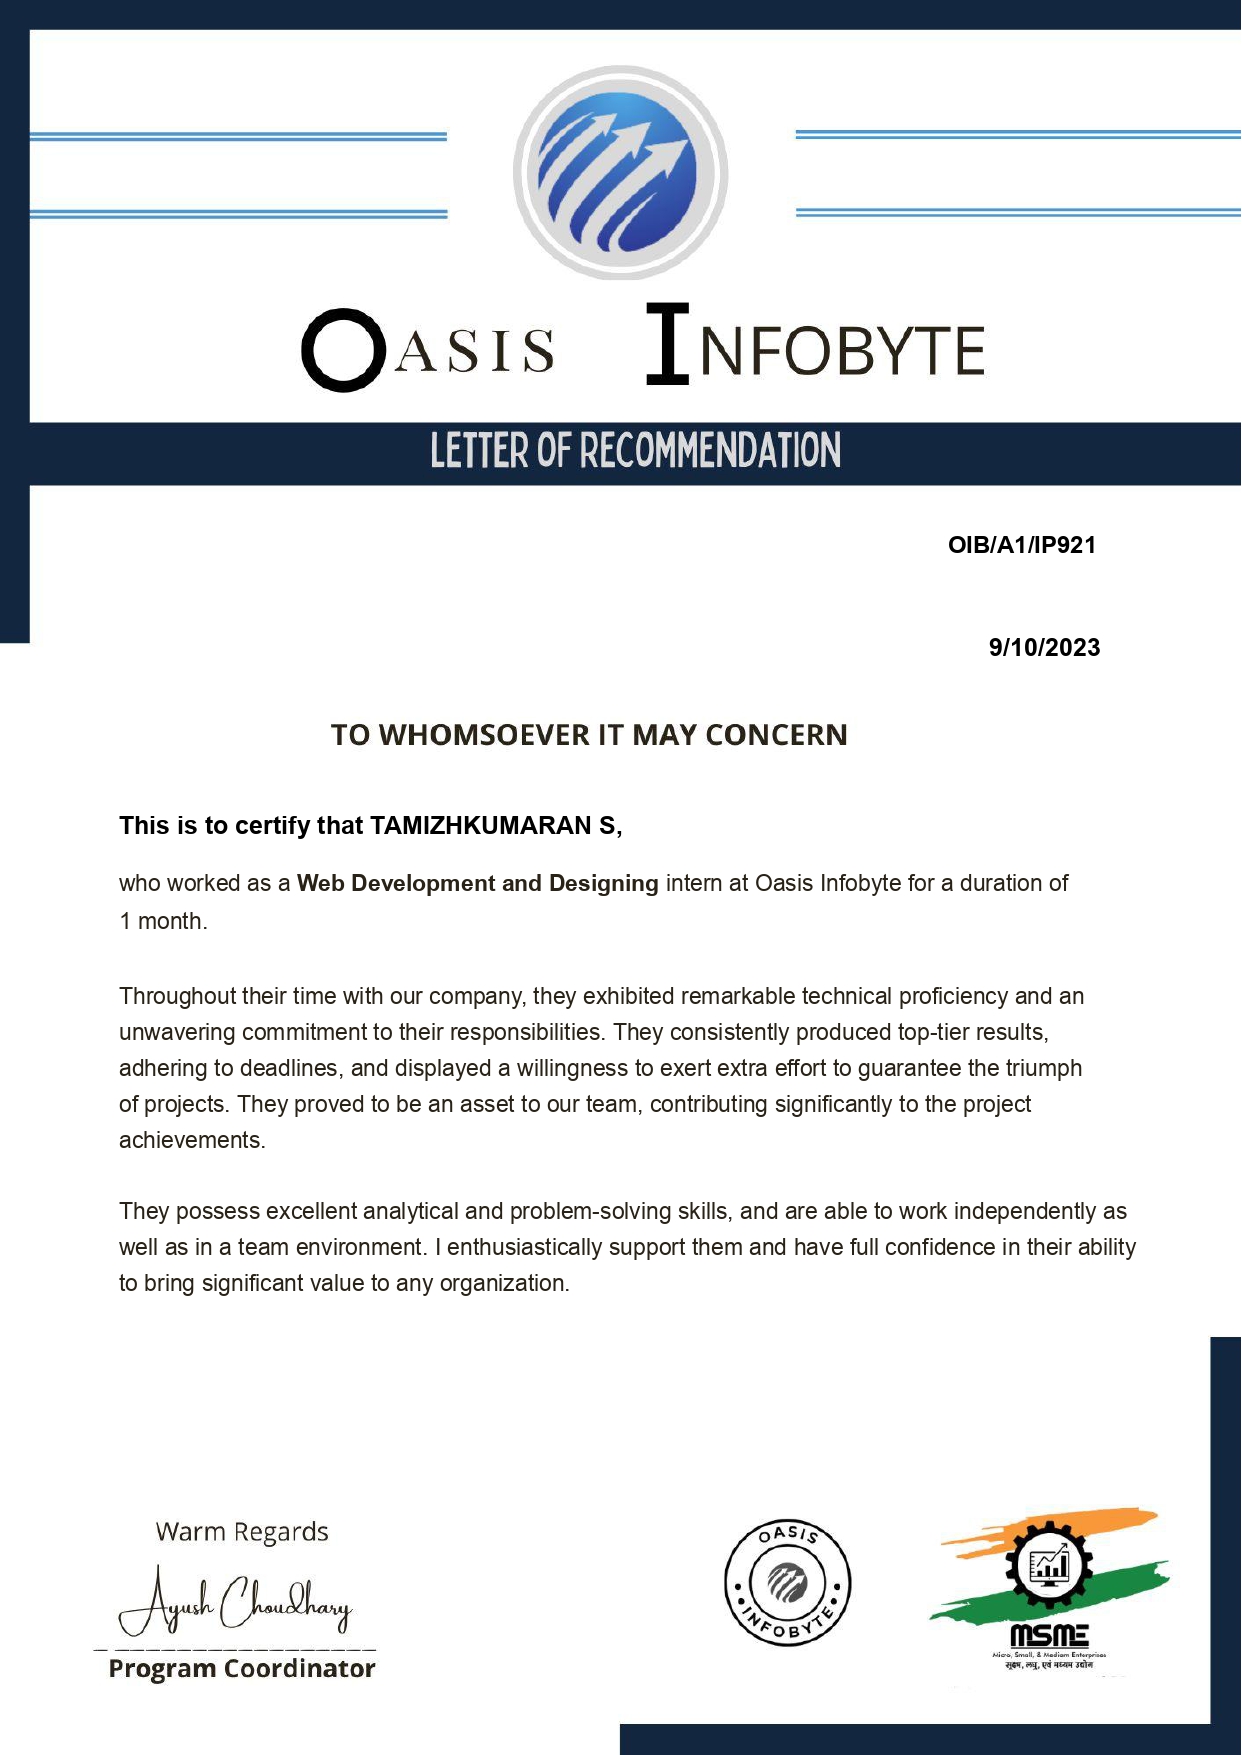 OASIS INFOBYTE
LETTER OF RECOMMENDATION
OIB/A1/IP921
9/10/2023
TO WHOMSOEVER IT MAY CONCERN
This is to certify that TAMIZHKUMARAN S,
who worked as a Web Development and Designing intern at Oasis Infobyte for a duration of
1 month.
Throughout their time with our company, they exhibited remarkable technical proficiency and an
unwavering commitment to their responsibilities. They consistently produced top-tier results,
adhering to deadlines, and displayed a willingness to exert extra effort to guarantee the triumph
of projects. They proved to be an asset to our team, contributing significantly to the project
achievements.
They possess excellent analytical and problem-solving skills, and are able to work independently as
well as in a team environment. I enthusiastically support them and have full confidence in their ability
to bring significant value to any organization.
Warm Regards
Ayush Choudhary
Program Coordinator
OASIS
INFOBYTE
MSME
Micro, Small, & Medium Enterprises
सूक्ष्म, लघु, एवं मध्यम उद्योग